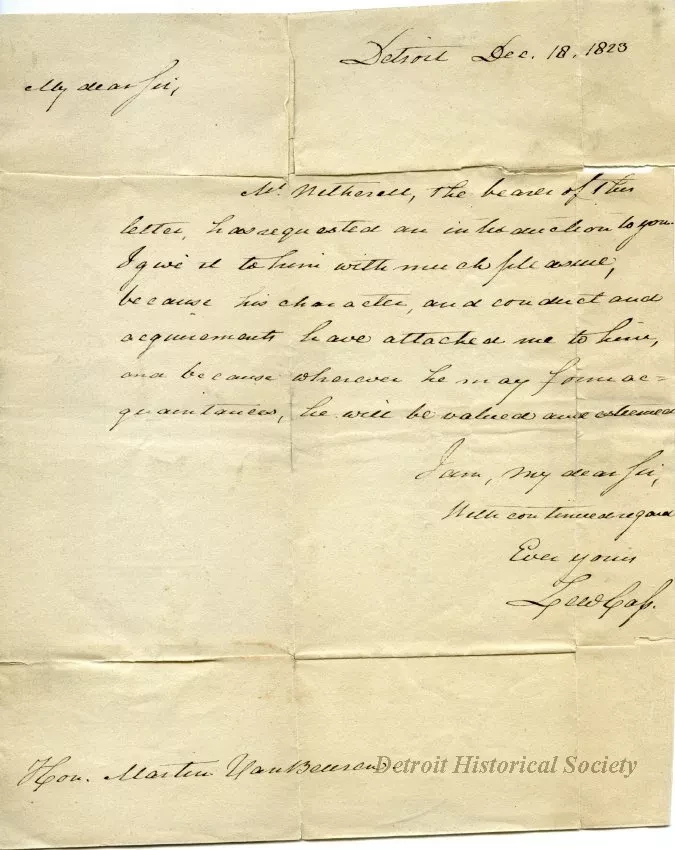 Detroit Dec. 18. 1823
My dear Sir,
Mr. Witherell, the bearer of this
letter, has requested an introduction to you.
I give it to him with much pleasure,
because his character, and conduct and
acquirements have attached me to him,
and because wherever he may form ac=
quaintances, he will be valued and esteemed
I am, my dear Sir,
With continued regard
Ever yours
Lew Cass.
Hon. Martin Van Beuren.
Detroit Historical Society